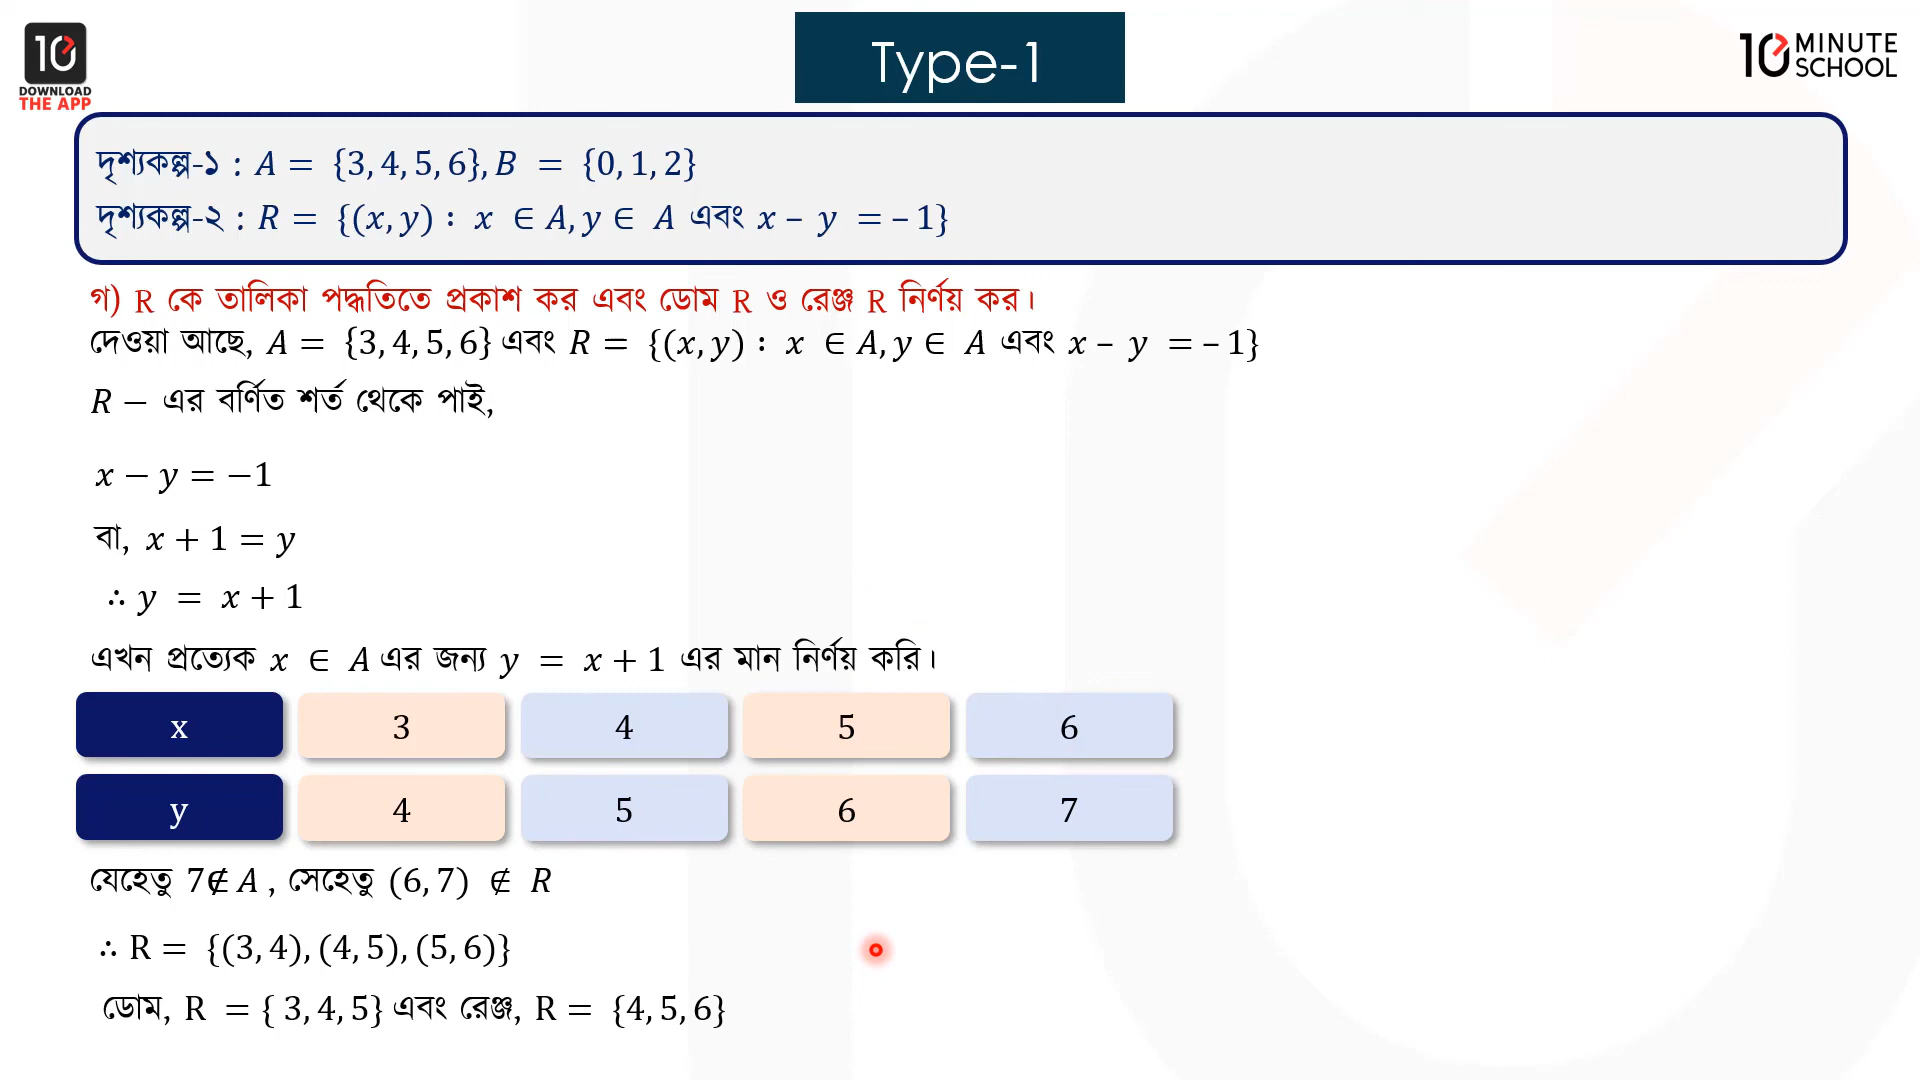 10
DOWNLOAD
THE APP
Type-1
10 MINUTE
SCHOOL
দৃশ্যকল্প-১ : A = {3, 4, 5, 6}, B = {0, 1, 2}
দৃশ্যকল্প-২ : R = {(x, y) : x ∈ A, y ∈ A এবং x – y = – 1}
গ) R কে তালিকা পদ্ধতিতে প্রকাশ কর এবং ডোম R ও রেঞ্জ R নির্ণয় কর।
দেওয়া আছে, A = {3, 4, 5, 6} এবং R = {(x, y) : x ∈ A, y ∈ A এবং x – y = – 1}
R − এর বর্ণিত শর্ত থেকে পাই,
x − y = −1
বা, x + 1 = y
∴ y = x + 1
এখন প্রত্যেক x ∈ A এর জন্য y = x + 1 এর মান নির্ণয় করি।
x 3 4 5 6
y 4 5 6 7
যেহেতু 7∉ A , সেহেতু (6, 7) ∉ R
∴ R = {(3, 4), (4, 5), (5, 6)}
ডোম, R = { 3, 4, 5} এবং রেঞ্জ, R = {4, 5, 6}